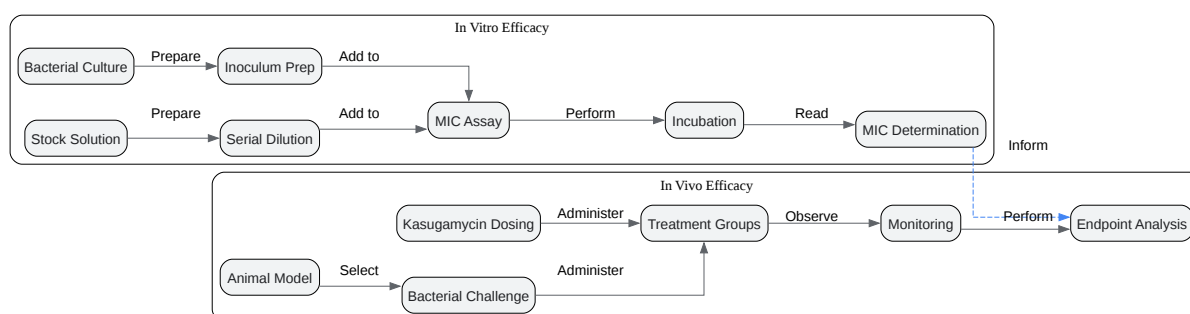 In Vitro Efficacy
Bacterial Culture
Prepare
Inoculum Prep
Add to
Stock Solution
Prepare
Serial Dilution
Add to
MIC Assay
Perform
Incubation
Read
MIC Determination
Inform
In Vivo Efficacy
Kasugamycin Dosing
Administer
Treatment Groups
Observe
Monitoring
Perform
Endpoint Analysis
Animal Model
Select
Bacterial Challenge
Administer